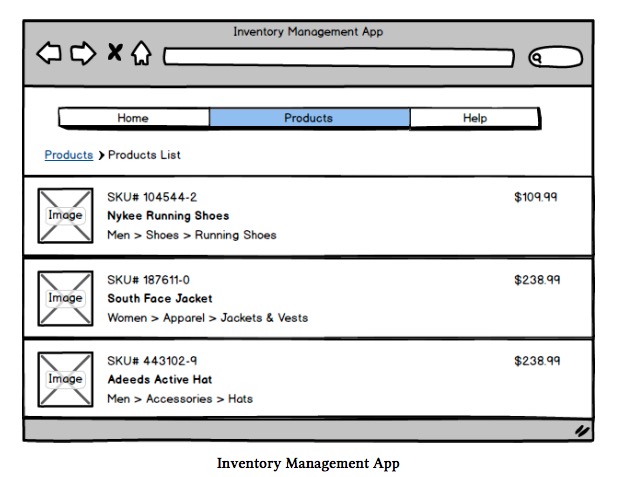 Inventory Management App
Home Products Help
Products > Products List
SKU# 104544-2 $109.99
Nykee Running Shoes
Image
Men > Shoes > Running Shoes
SKU# 187611-0 $238.99
Image South Face Jacket
Women > Apparel > Jackets & Vests
SKU# 443102-9 $238.99
Image Adeeds Active Hat
Men > Accessories > Hats
Inventory Management App